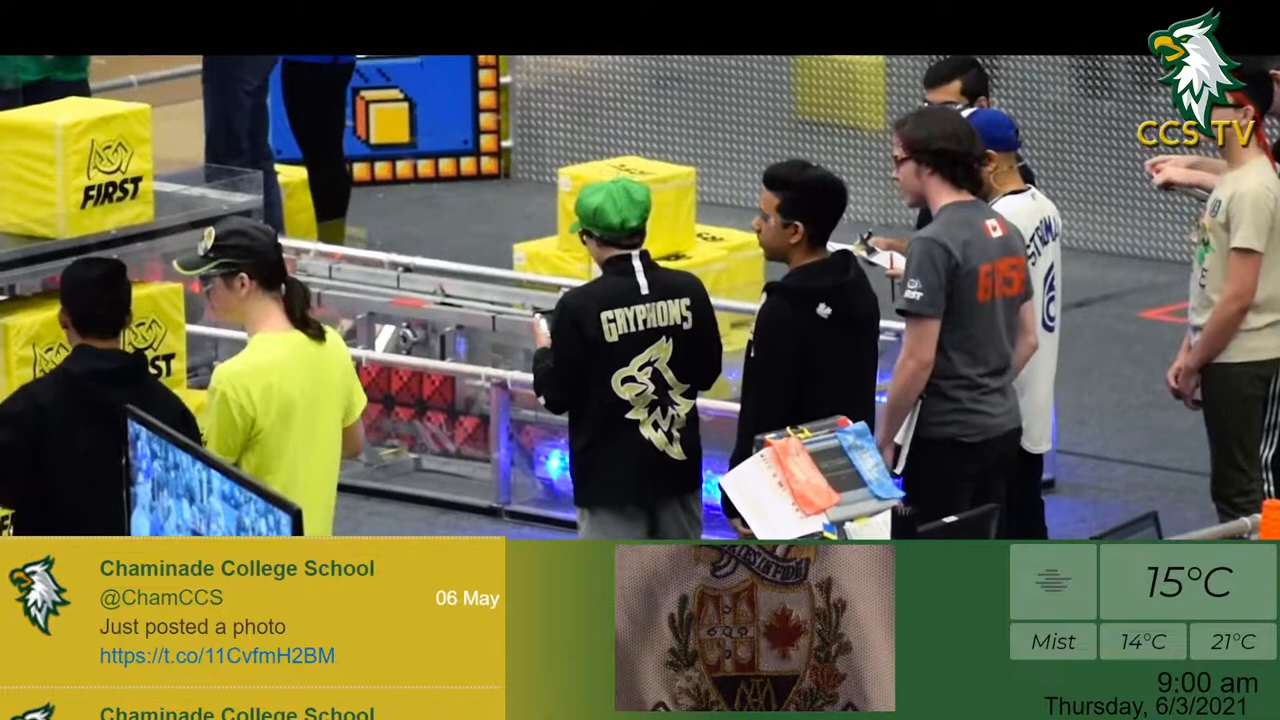 CCS TV
FIRST
GRYPHONS
FIRST
STROMA
Chaminade College School
@ChamCCS
06 May
Just posted a photo
https://t.co/11CvfmH2BM
Chaminade College School
15°C
Mist
14°C
21°C
9:00 am
Thursday, 6/3/2021